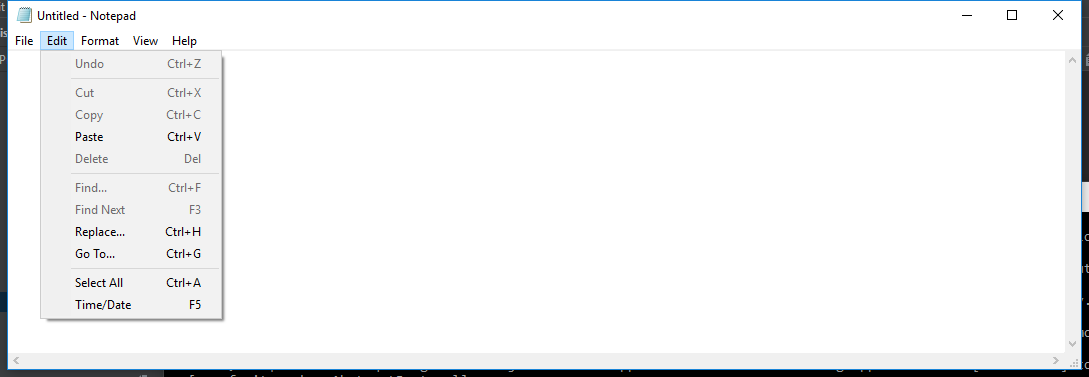 Untitled - Notepad
File Edit Format View Help
Undo Ctrl+Z
Cut Ctrl+X
Copy Ctrl+C
Paste Ctrl+V
Delete Del
Find... Ctrl+F
Find Next F3
Replace... Ctrl+H
Go To... Ctrl+G
Select All Ctrl+A
Time/Date F5